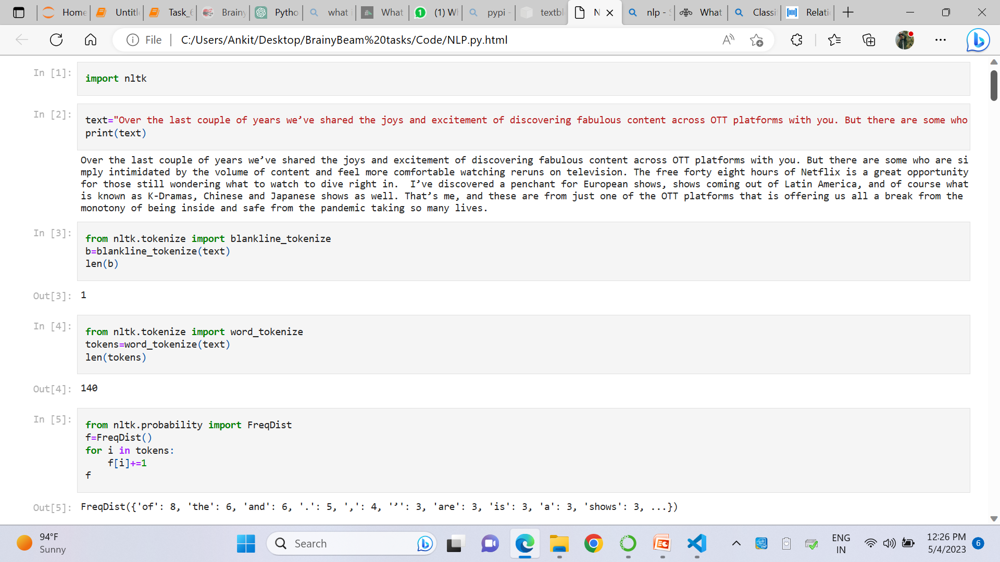 Home
Untitl
Task_6
Brainy
Pytho
what i
What
(1) Wh
pypi -
textbl
N
nlp - S
What
Classif
Relati
File
C:/Users/Ankit/Desktop/BrainyBeam%20tasks/Code/NLP.py.html
In [1]:
import nltk
In [2]:
text="Over the last couple of years we’ve shared the joys and excitement of discovering fabulous content across OTT platforms with you. But there are some who
print(text)
Over the last couple of years we’ve shared the joys and excitement of discovering fabulous content across OTT platforms with you. But there are some who are si
mply intimidated by the volume of content and feel more comfortable watching reruns on television. The free forty eight hours of Netflix is a great opportunity
for those still wondering what to watch to dive right in.  I’ve discovered a penchant for European shows, shows coming out of Latin America, and of course what
is known as K-Dramas, Chinese and Japanese shows as well. That’s me, and these are from just one of the OTT platforms that is offering us all a break from the
monotony of being inside and safe from the pandemic taking so many lives.
In [3]:
from nltk.tokenize import blankline_tokenize
b=blankline_tokenize(text)
len(b)
Out[3]: 1
In [4]:
from nltk.tokenize import word_tokenize
tokens=word_tokenize(text)
len(tokens)
Out[4]: 140
In [5]:
from nltk.probability import FreqDist
f=FreqDist()
for i in tokens:
    f[i]+=1
f
Out[5]: FreqDist({'of': 8, 'the': 6, 'and': 6, '.': 5, ',': 4, '’': 3, 'are': 3, 'is': 3, 'a': 3, 'shows': 3, ...})
94°F
Sunny
Search
ENG
IN
12:26 PM
5/4/2023
6